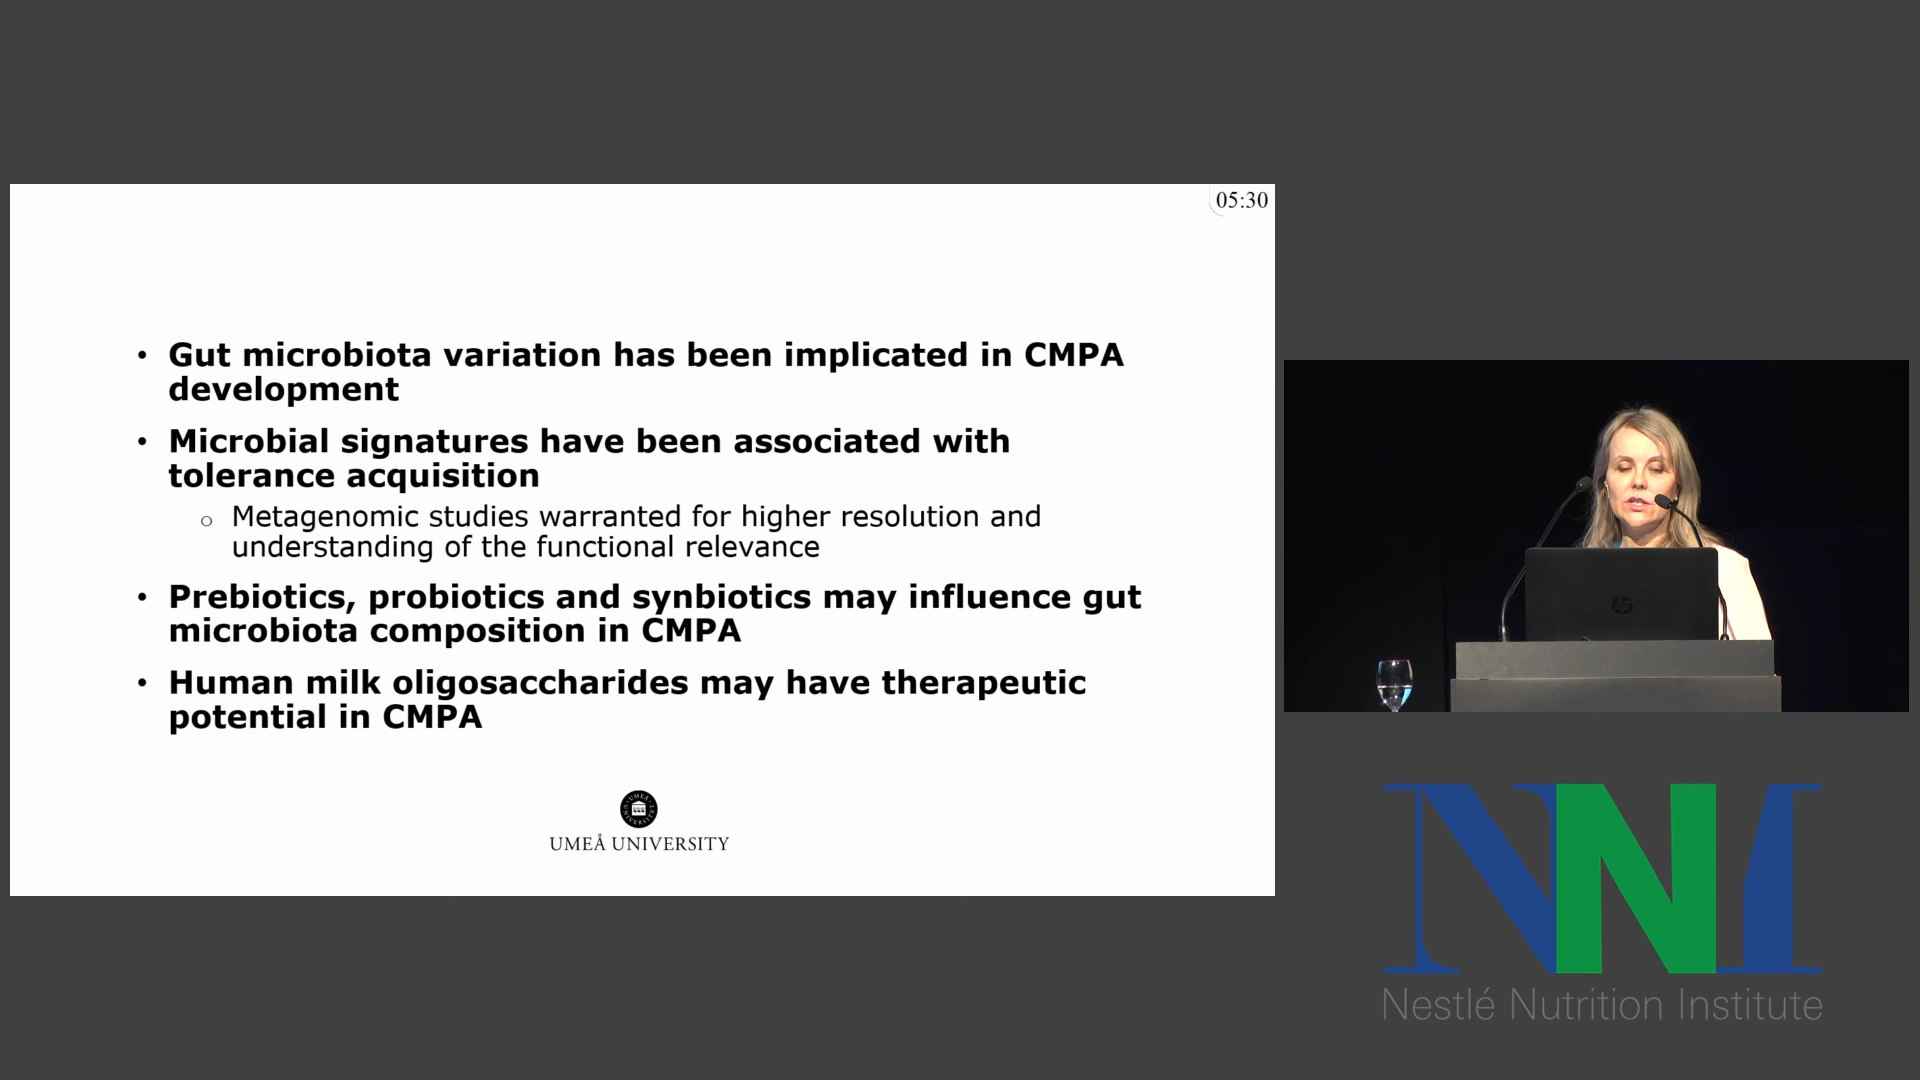 05:30
• Gut microbiota variation has been implicated in CMPA
development
• Microbial signatures have been associated with
tolerance acquisition
o Metagenomic studies warranted for higher resolution and
understanding of the functional relevance
• Prebiotics, probiotics and synbiotics may influence gut
microbiota composition in CMPA
• Human milk oligosaccharides may have therapeutic
potential in CMPA
UMEÅ UNIVERSITY
hp
NNI
Nestlé Nutrition Institute